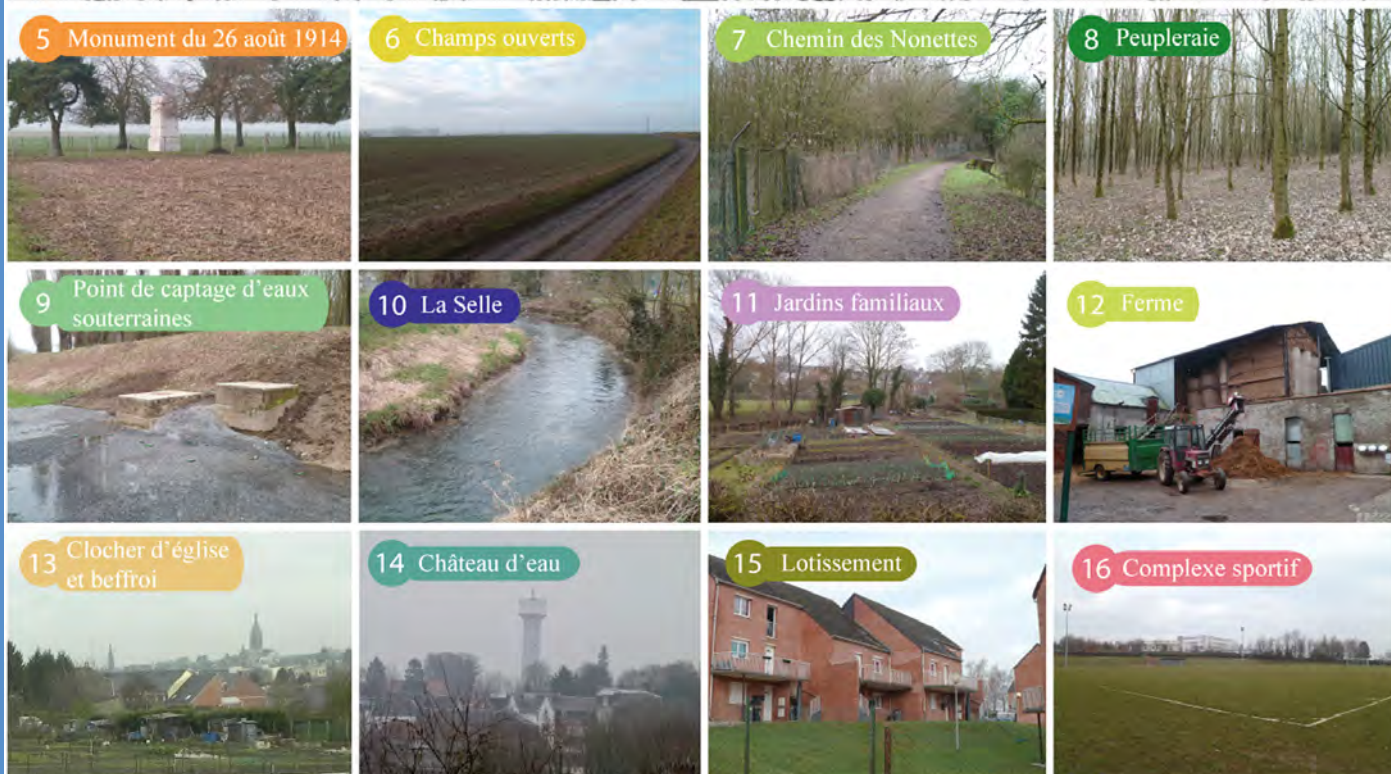 5 Monument du 26 août 1914
6 Champs ouverts
7 Chemin des Nonettes
8 Peupleraie
9 Point de captage d'eaux
souterraines
10 La Selle
11 Jardins familiaux
12 Ferme
13 Clocher d'église
et beffroi
14 Château d'eau
15 Lotissement
16 Complexe sportif